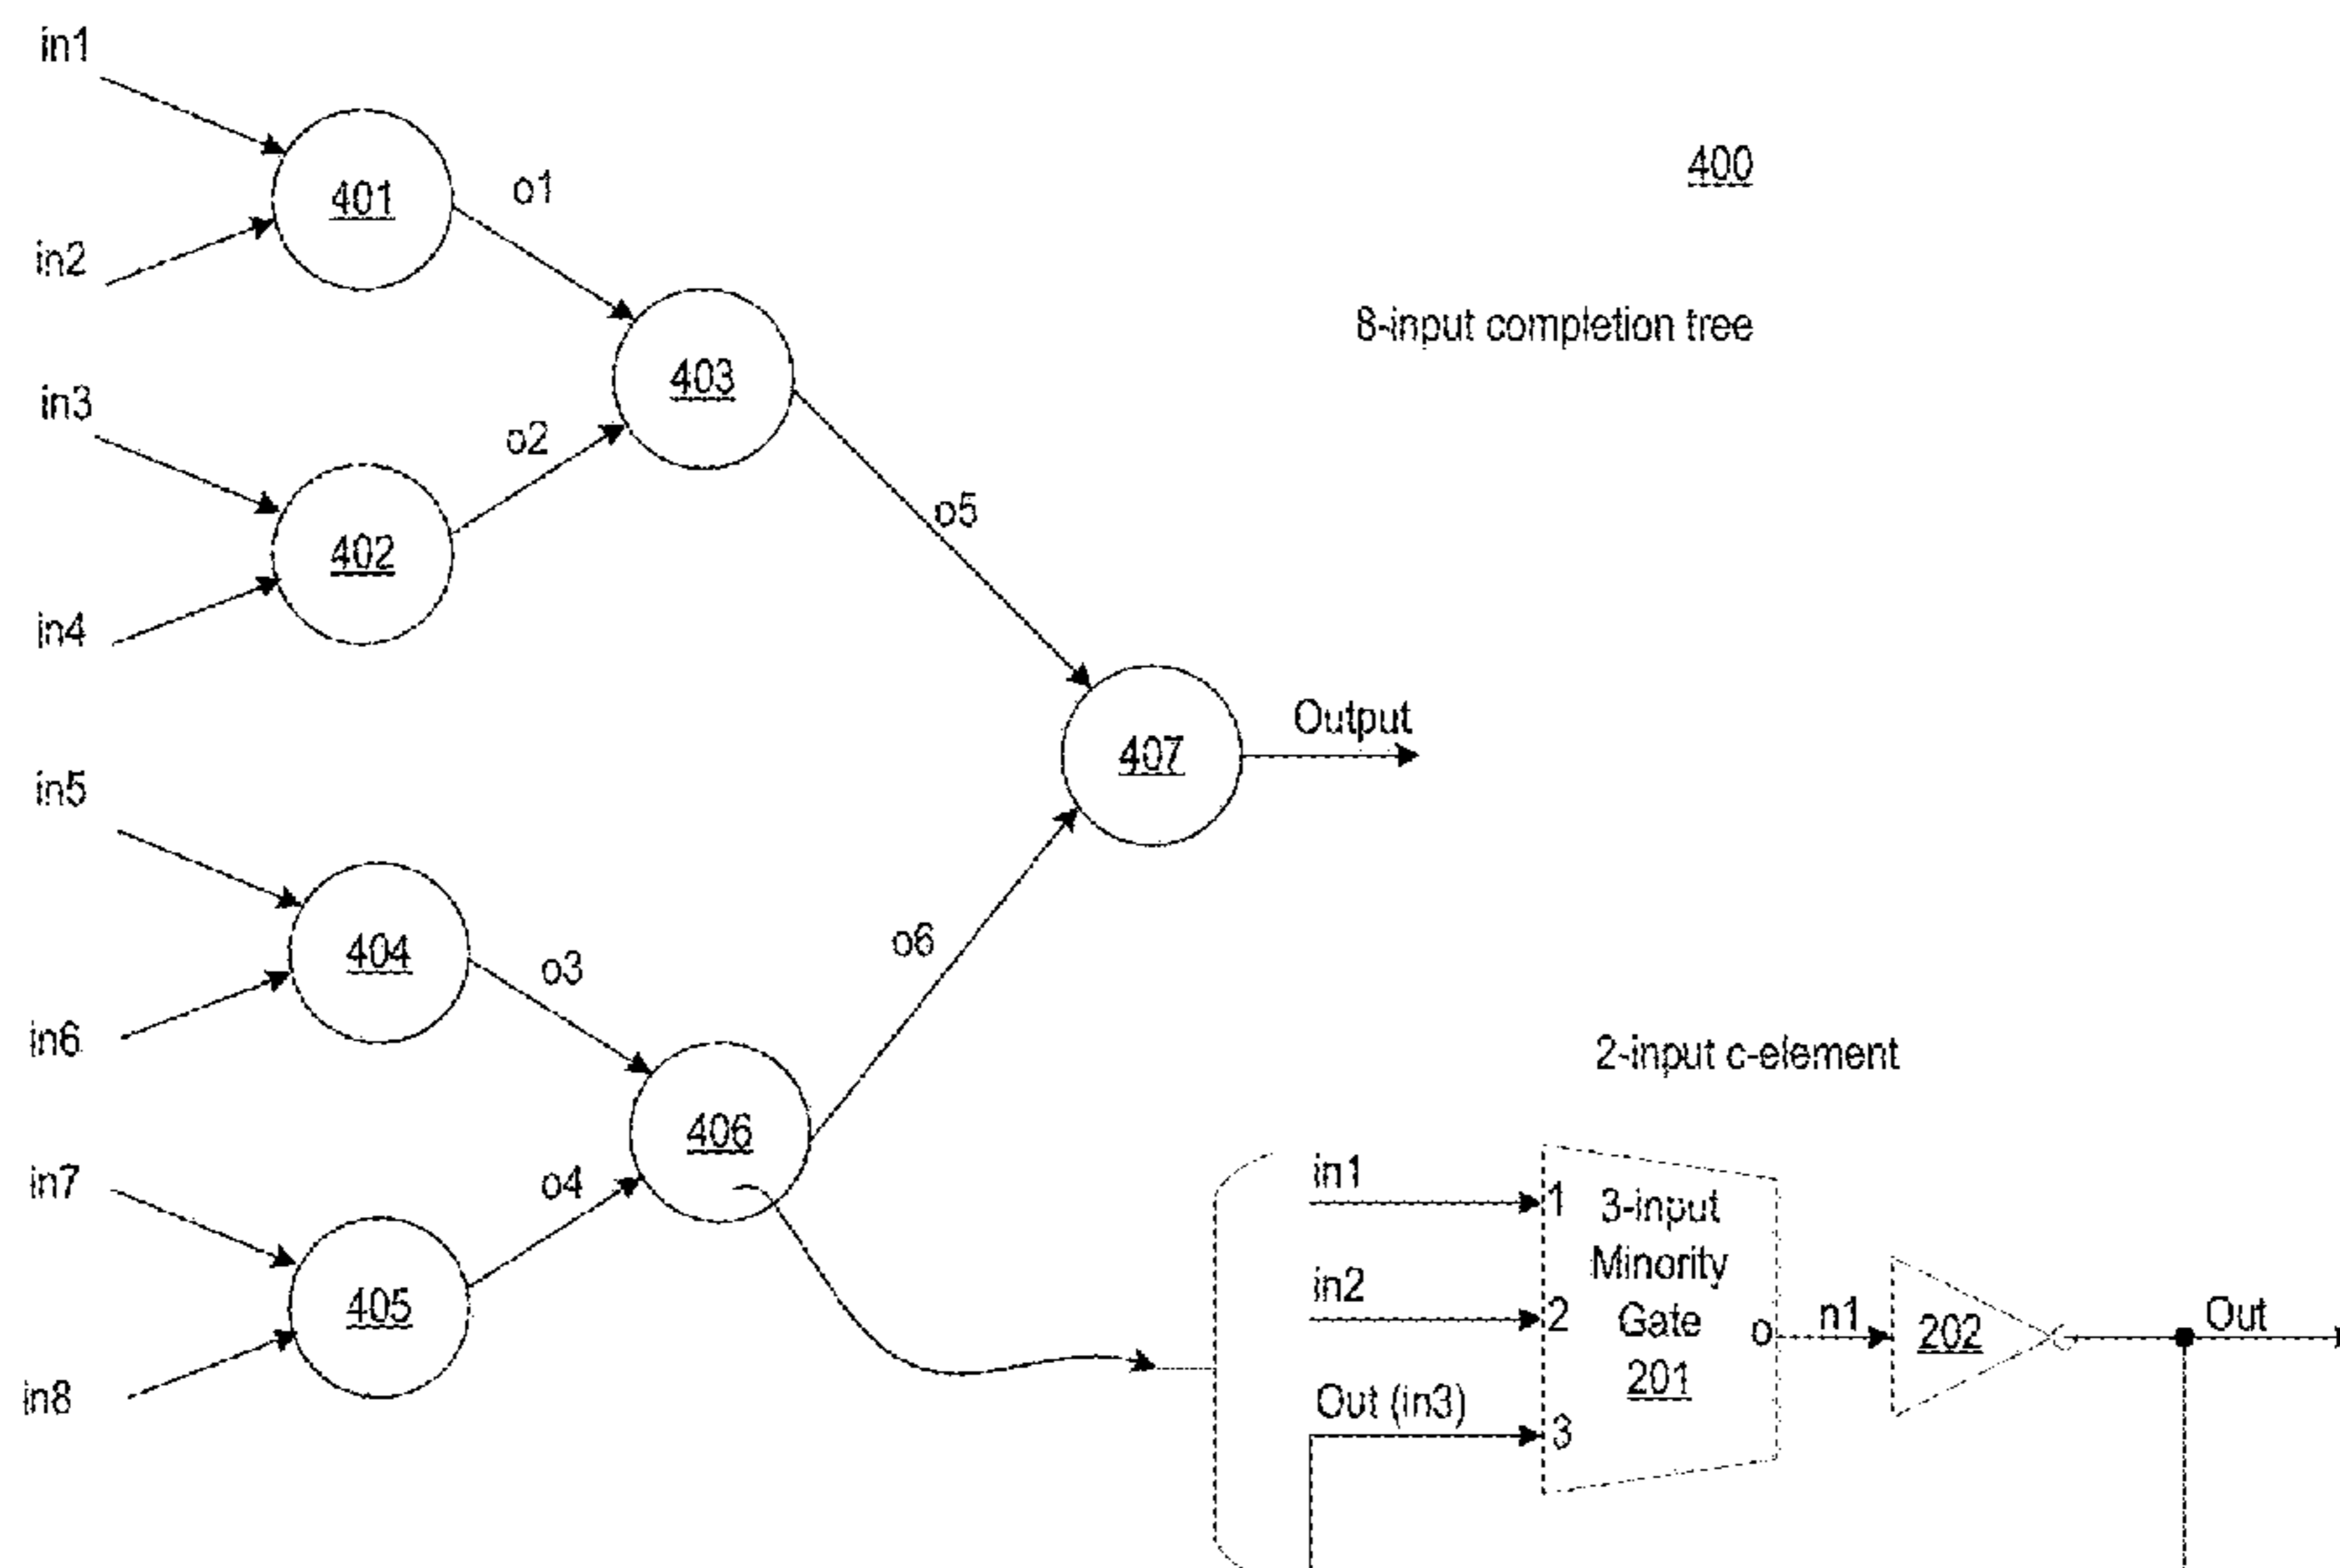 in1
401
o1
in2
400
8-input completion tree
403
in3
o2
402
o5
in4
Output
407
in5
404
o3
o6
in6
406
2-input c-element
in7
o4
405
in8
in1
1
3-input
Minority
Gate
201
in2
2
o
n1
202
Out
Out (in3)
3